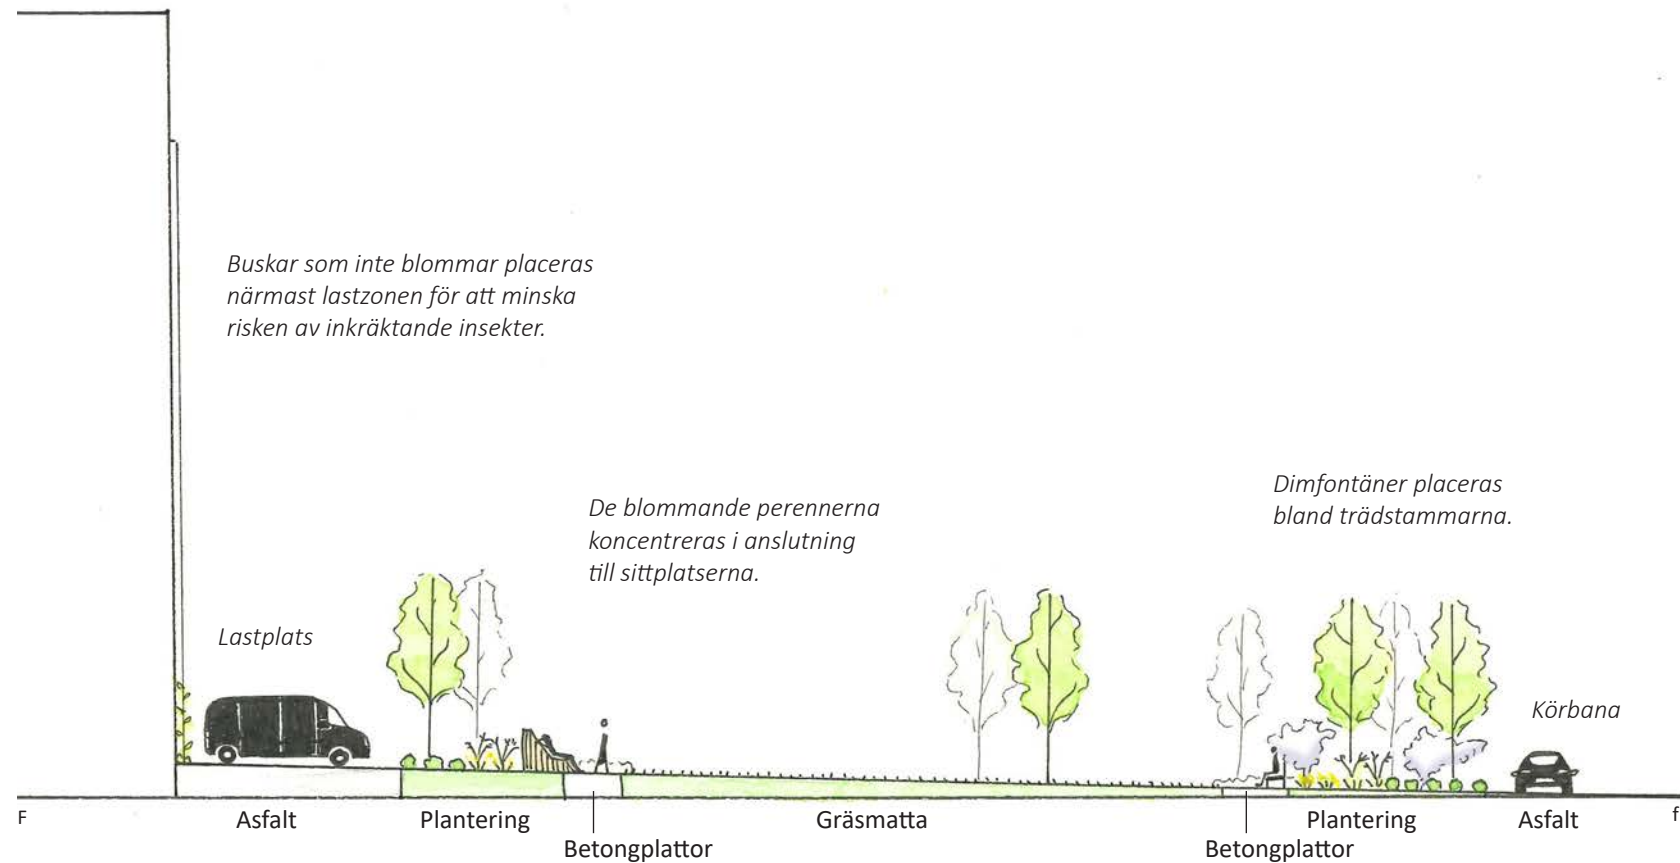 Buskar som inte blommar placeras
närmast lastzonen för att minska
risken av inkräktande insekter.
De blommande perennerna
koncentreras i anslutning
till sittplatserna.
Dimfontäner placeras
bland trädstammarna.
Lastplats
Körbana
F
Asfalt
Plantering
Betongplattor
Gräsmatta
Betongplattor
Plantering
Asfalt
f